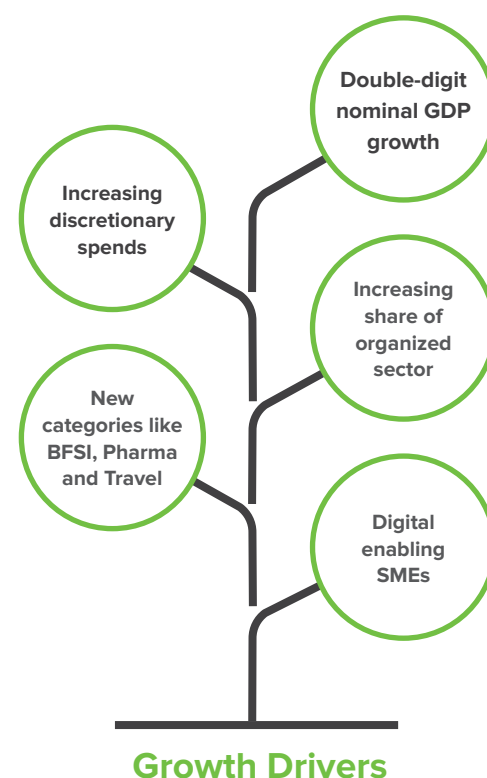 Double-digit
nominal GDP
growth
Increasing
discretionary
spends
Increasing
share of
organized
sector
New
categories like
BFSI, Pharma
and Travel
Digital
enabling
SMEs
Growth Drivers